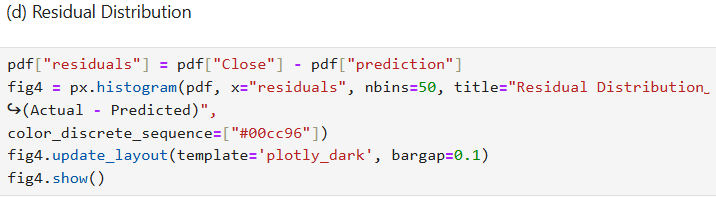 (d) Residual Distribution
pdf["residuals"] = pdf["Close"] - pdf["prediction"]
fig4 = px.histogram(pdf, x="residuals", nbins=50, title="Residual Distribution␣
↪(Actual - Predicted)",
color_discrete_sequence=["#00cc96"])
fig4.update_layout(template='plotly_dark', bargap=0.1)
fig4.show()